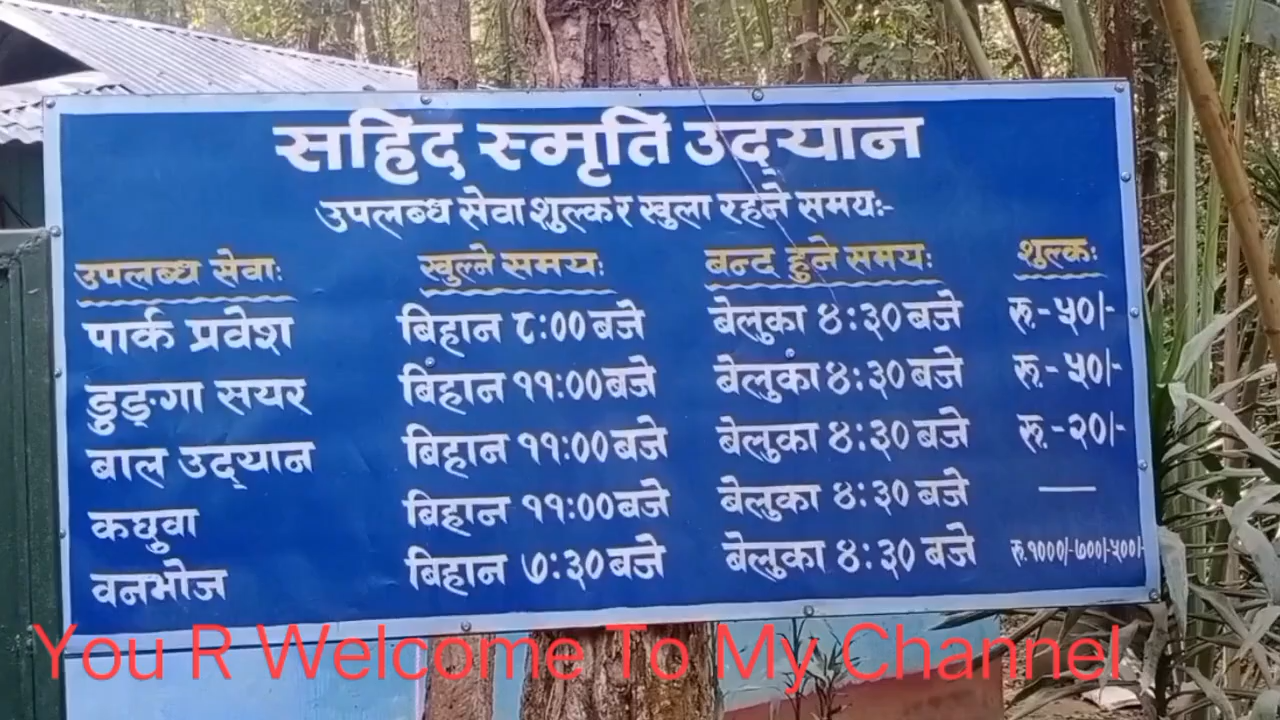 सहिद स्मृति उद्यान
उपलब्ध सेवा शुल्क र खुला रहने समयः-
उपलब्ध सेवाः खुल्ने समयः बन्द हुने समयः शुल्कः
पार्क प्रवेश बिहान ८:०० बजे बेलुका ४:३० बजे रू.-५०/-
डुङ्गा सयर बिहान ११:०० बजे बेलुका ४:३० बजे रू.-५०/-
बाल उद्यान बिहान ११:०० बजे बेलुका ४:३० बजे रू.-२०/-
कछुवा बिहान ११:०० बजे बेलुका ४:३० बजे —
वनभोज बिहान ७:३० बजे बेलुका ४:३० बजे रू.१०००/-७००/-५००/-
You R Welcome To My Channel